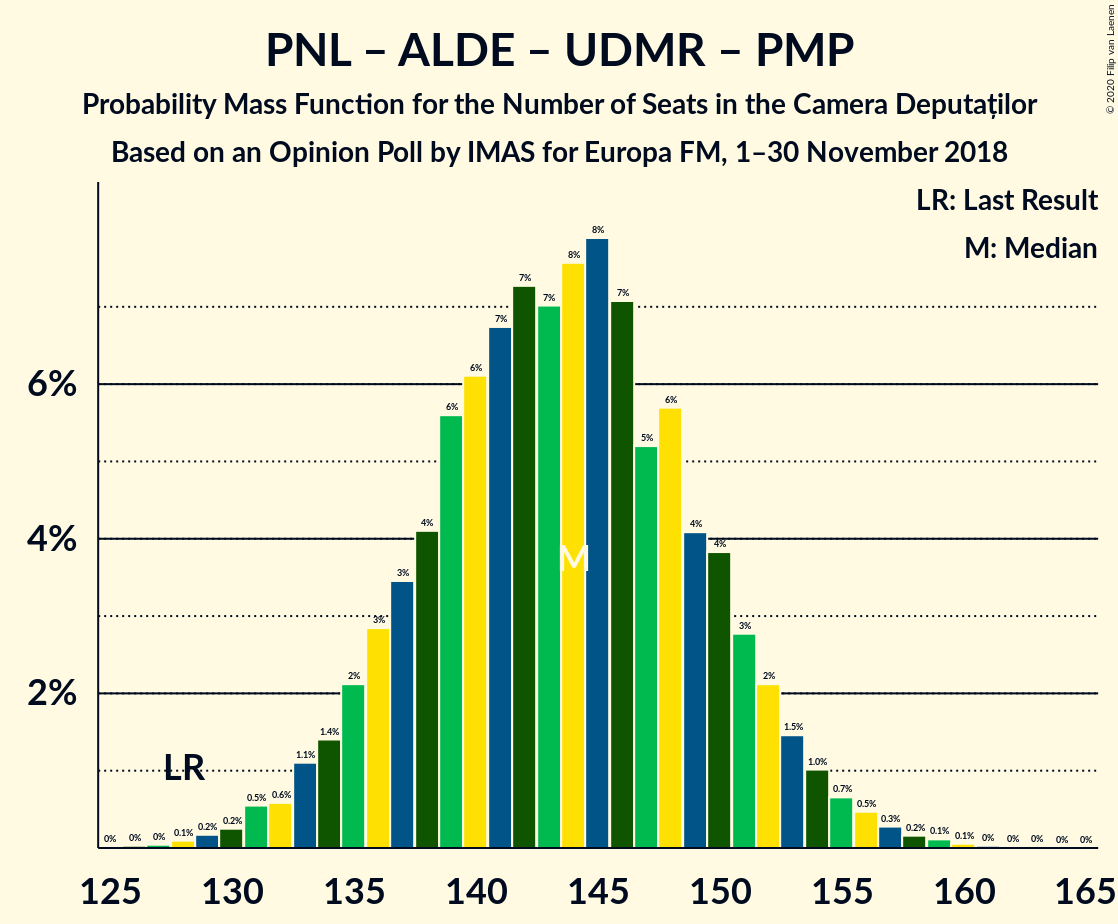 PNL – ALDE – UDMR – PMP
Probability Mass Function for the Number of Seats in the Camera Deputaților
Based on an Opinion Poll by IMAS for Europa FM, 1–30 November 2018
© 2020 Filip van Laenen
LR: Last Result
M: Median
6%
4%
2%
0% 0% 0% 0.1% 0.2% 0.2% 0.5% 0.6% 1.1% 1.4% 2% 3% 3% 4% 6% 6% 7% 7% 7% 8% 8% 7% 5% 6% 4% 4% 3% 2% 1.5% 1.0% 0.7% 0.5% 0.3% 0.2% 0.1% 0.1% 0% 0% 0% 0% 0%
M
LR
125 130 135 140 145 150 155 160 165